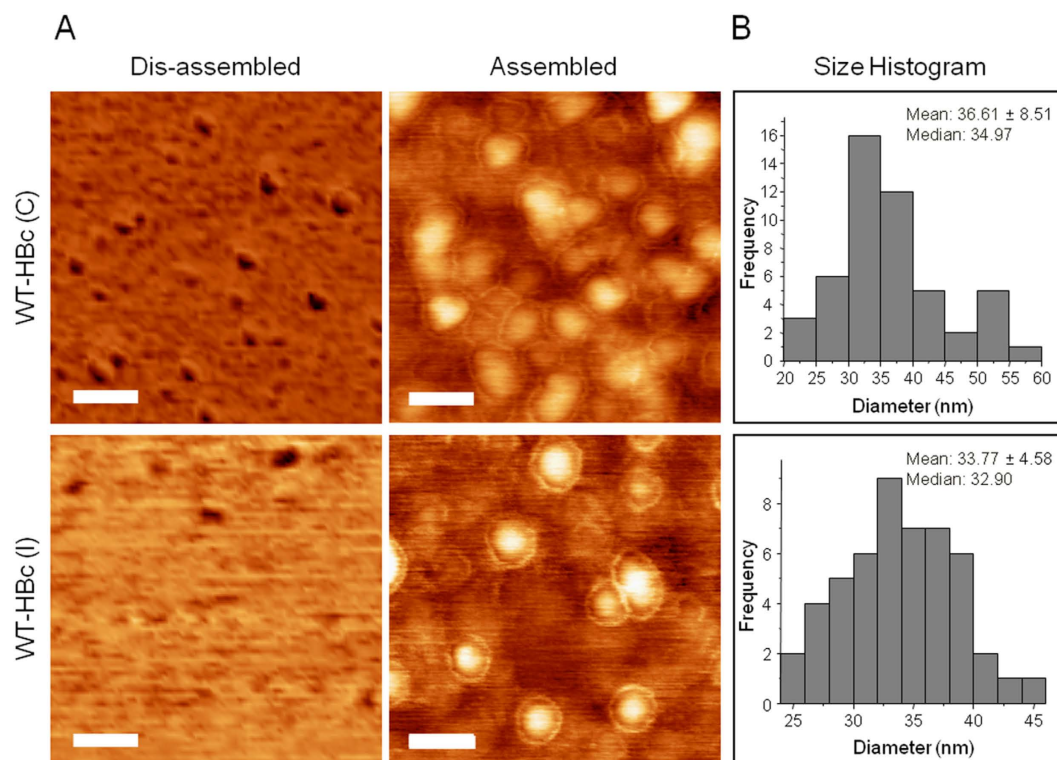 A
B
Dis-assembled
Assembled
Size Histogram
WT-HBc (C)
Mean: 36.61 ± 8.51
Median: 34.97
Frequency
16
14
12
10
8
6
4
2
0
20 25 30 35 40 45 50 55 60
Diameter (nm)
WT-HBc (I)
Mean: 33.77 ± 4.58
Median: 32.90
Frequency
8
6
4
2
0
25 30 35 40 45
Diameter (nm)